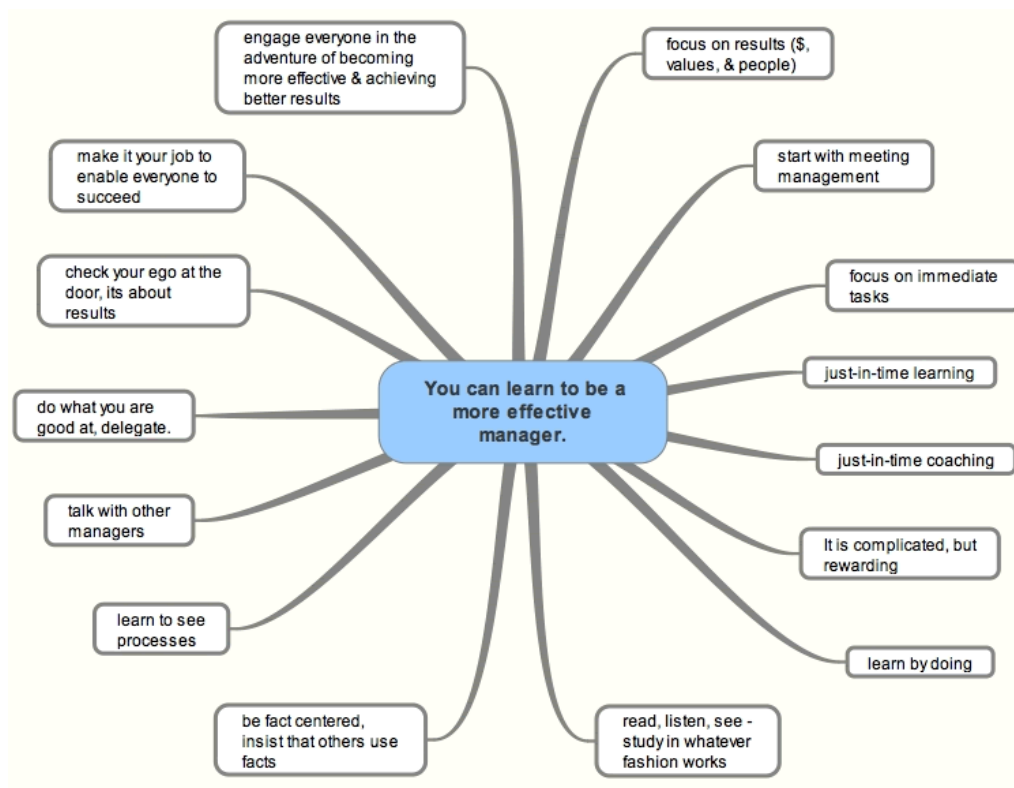 You can learn to be a
more effective
manager.
focus on results ($,
values, & people)
start with meeting
management
focus on immediate
tasks
just-in-time learning
just-in-time coaching
It is complicated, but
rewarding
learn by doing
read, listen, see -
study in whatever
fashion works
be fact centered,
insist that others use
facts
learn to see
processes
talk with other
managers
do what you are
good at, delegate.
check your ego at the
door, its about
results
make it your job to
enable everyone to
succeed
engage everyone in the
adventure of becoming
more effective & achieving
better results